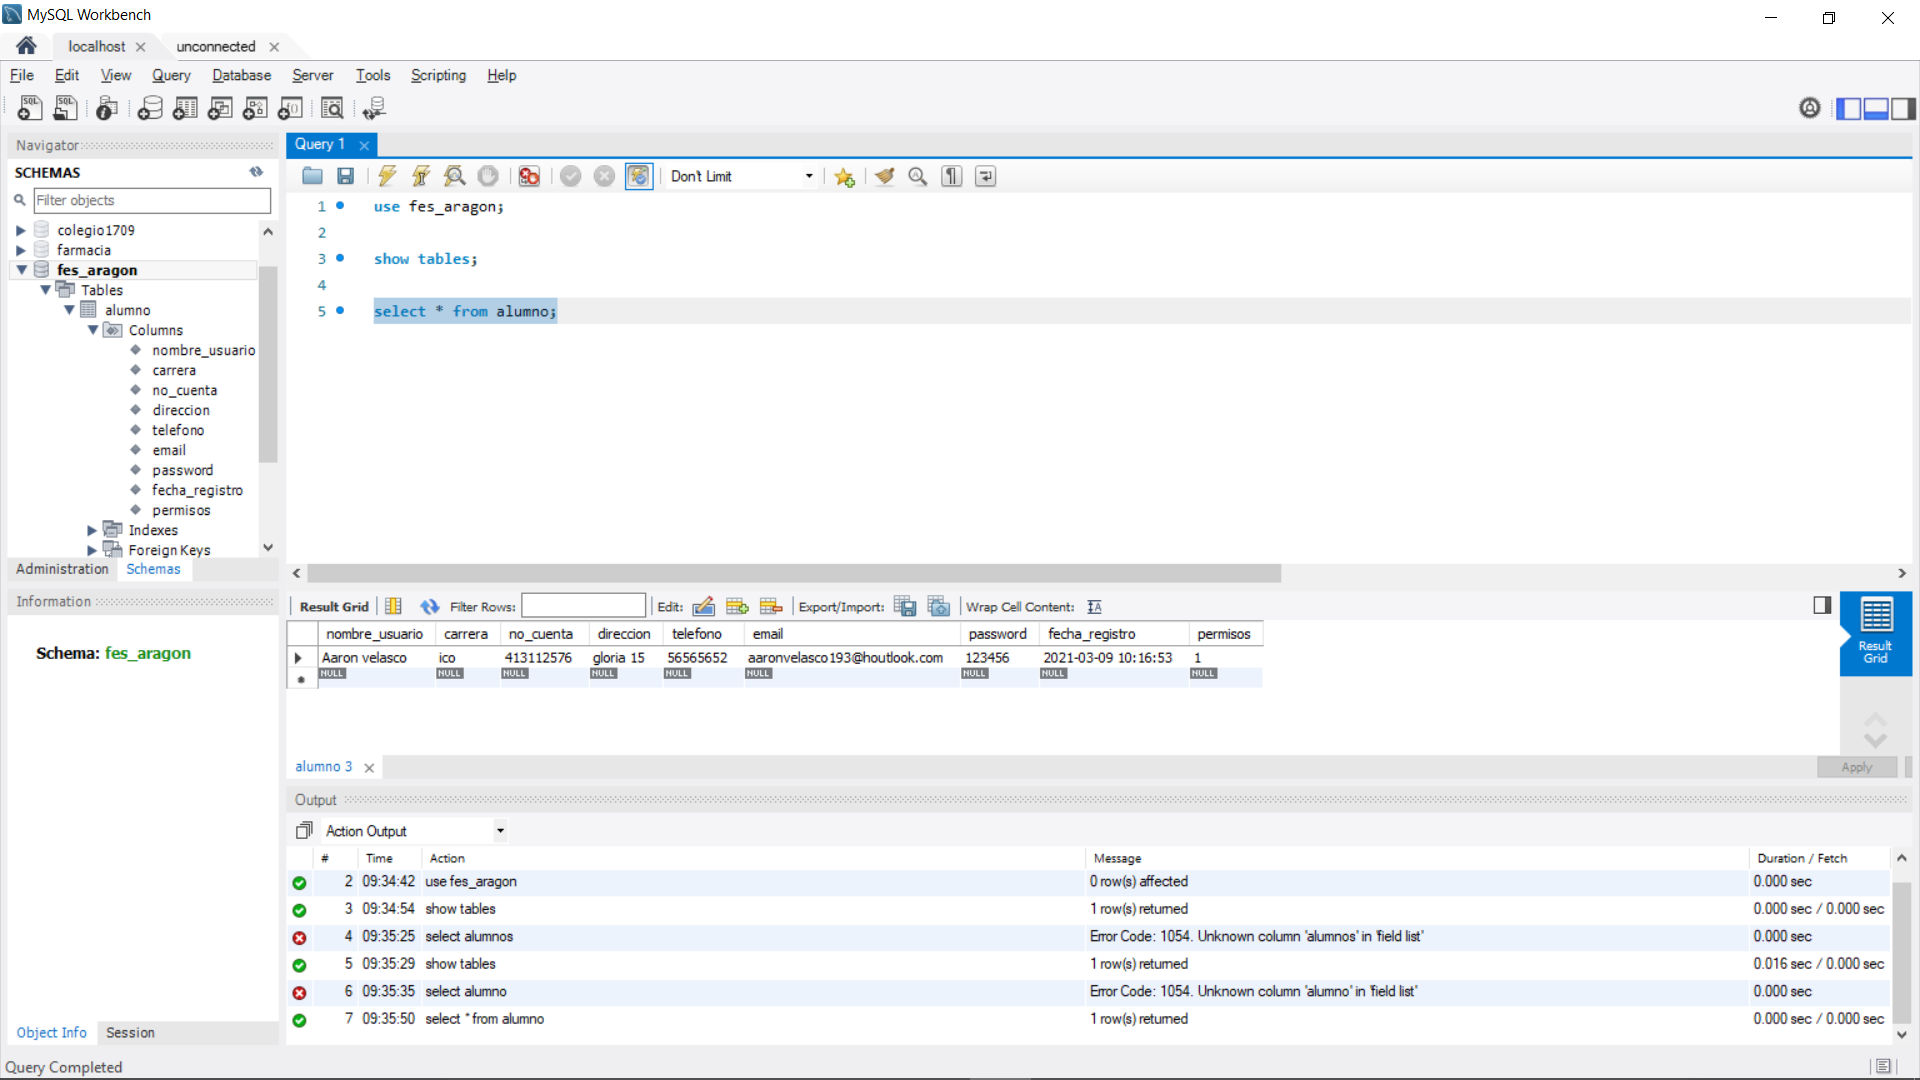 MySQL Workbench
localhost
unconnected
File Edit View Query Database Server Tools Scripting Help
Navigator
SCHEMAS
Filter objects
colegio1709
farmacia
fes_aragon
Tables
alumno
Columns
nombre_usuario
carrera
no_cuenta
direccion
telefono
email
password
fecha_registro
permisos
Indexes
Foreign Keys
Administration Schemas
Information
Schema: fes_aragon
Object Info Session
Query 1
Don't Limit
1 use fes_aragon;
2
3 show tables;
4
5 select * from alumno;
Result Grid Filter Rows: Edit: Export/Import: Wrap Cell Content:
nombre_usuario carrera no_cuenta direccion telefono email password fecha_registro permisos
Aaron velasco ico 413112576 gloria 15 56565652 aaronvelasco193@houtlook.com 123456 2021-03-09 10:16:53 1
NULL NULL NULL NULL NULL NULL NULL NULL NULL
Result
Grid
alumno 3
Apply
Output
Action Output
# Time Action Message Duration / Fetch
2 09:34:42 use fes_aragon 0 row(s) affected 0.000 sec
3 09:34:54 show tables 1 row(s) returned 0.000 sec / 0.000 sec
4 09:35:25 select alumnos Error Code: 1054. Unknown column 'alumnos' in 'field list' 0.000 sec
5 09:35:29 show tables 1 row(s) returned 0.016 sec / 0.000 sec
6 09:35:35 select alumno Error Code: 1054. Unknown column 'alumno' in 'field list' 0.000 sec
7 09:35:50 select * from alumno 1 row(s) returned 0.000 sec / 0.000 sec
Query Completed